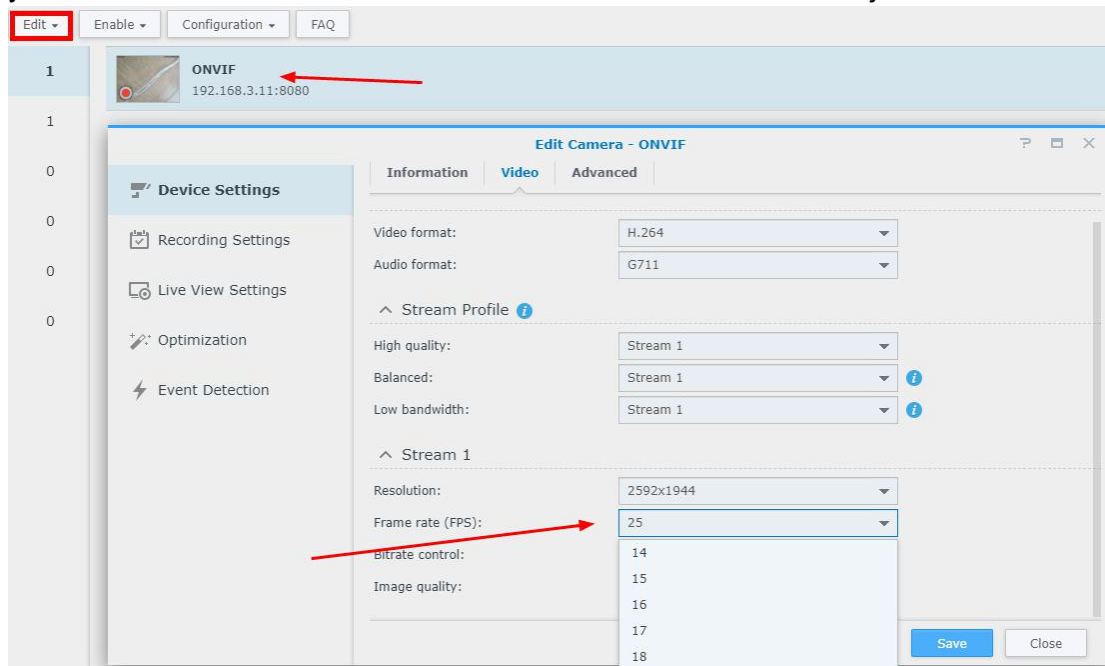 Edit Enable Configuration FAQ
1
ONVIF
192.168.3.11:8080
1
0
0
0
0
Edit Camera - ONVIF
Device Settings
Recording Settings
Live View Settings
Optimization
Event Detection
Information Video Advanced
Video format: H.264
Audio format: G711
Stream Profile
High quality: Stream 1
Balanced: Stream 1
Low bandwidth: Stream 1
Stream 1
Resolution: 2592x1944
Frame rate (FPS): 25
Bitrate control:
Image quality:
14
15
16
17
18
Save Close